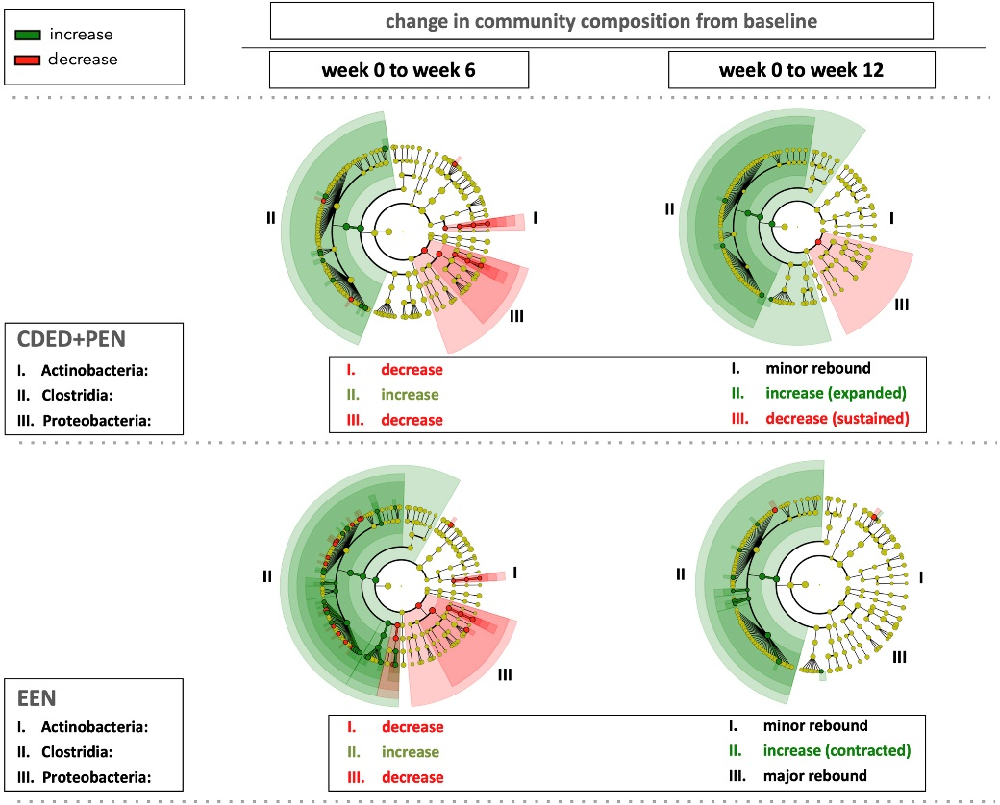 increase
decrease
change in community composition from baseline
week 0 to week 6
week 0 to week 12
II
I
III
II
I
III
CDED+PEN
I. Actinobacteria:
II. Clostridia:
III. Proteobacteria:
I. decrease
II. increase
III. decrease
I. minor rebound
II. increase (expanded)
III. decrease (sustained)
II
I
III
II
I
III
EEN
I. Actinobacteria:
II. Clostridia:
III. Proteobacteria:
I. decrease
II. increase
III. decrease
I. minor rebound
II. increase (contracted)
III. major rebound